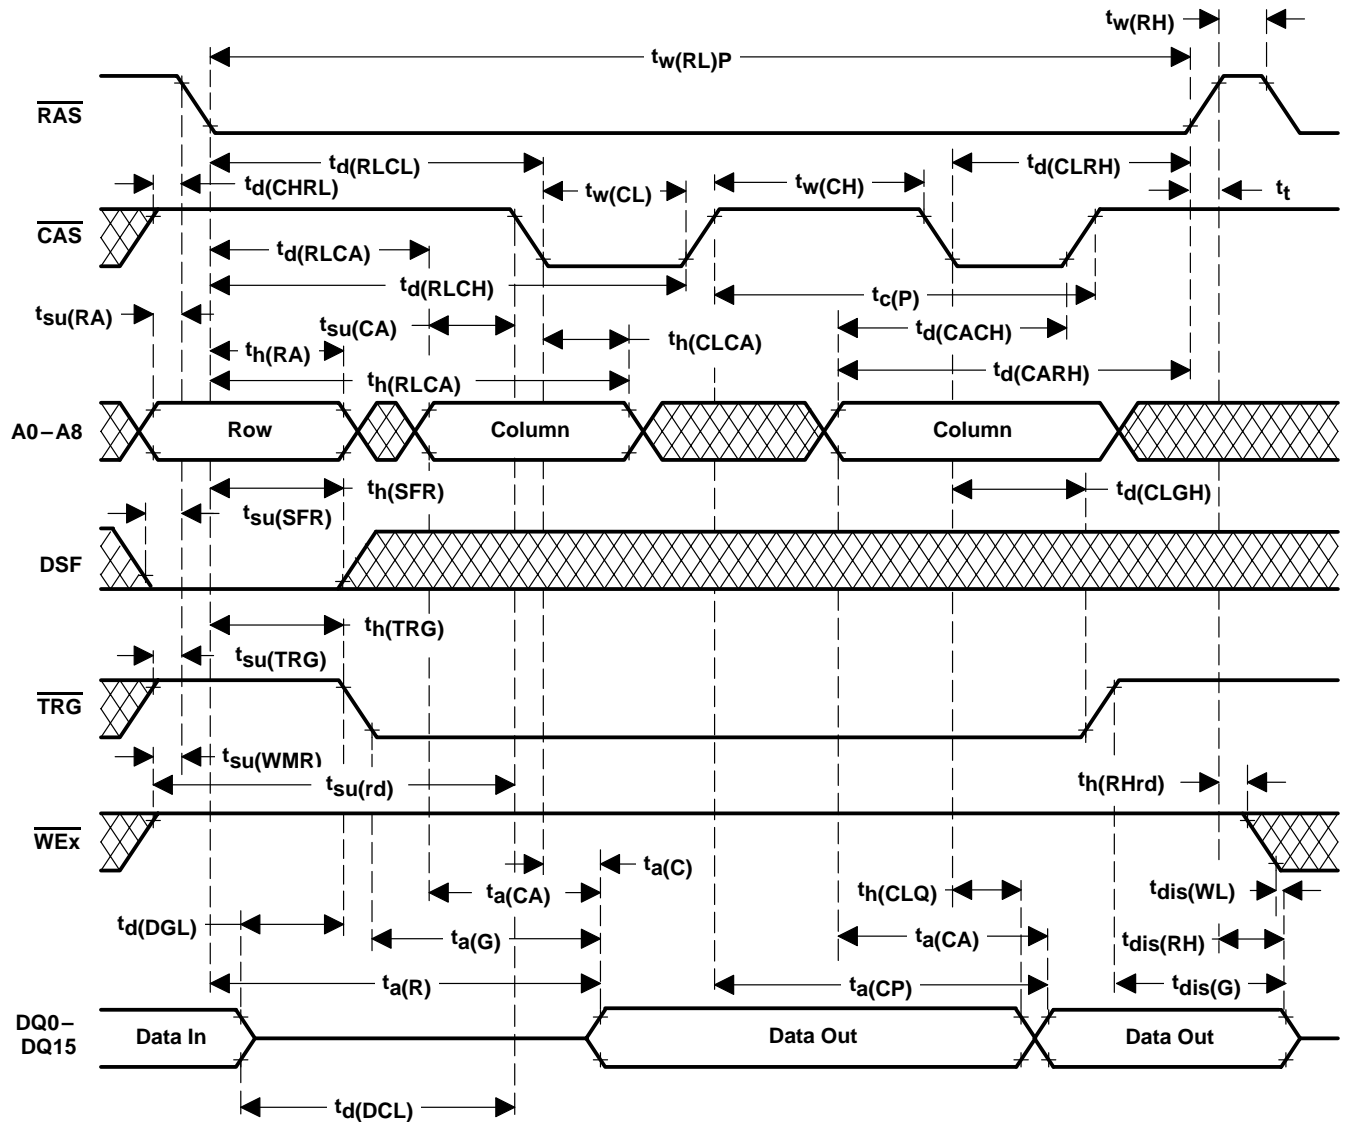 tw(RH)
tw(RL)P
RAS
td(RLCL)
td(CLRH)
td(CHRL)
tw(CL)
tw(CH)
tt
CAS
td(RLCA)
td(RLCH)
tc(P)
tsu(RA)
tsu(CA)
td(CACH)
th(RA)
th(CLCA)
td(CARH)
th(RLCA)
A0–A8
Row
Column
Column
th(SFR)
td(CLGH)
tsu(SFR)
DSF
th(TRG)
tsu(TRG)
TRG
tsu(WMR)
tsu(rd)
th(RHrd)
WEx
ta(C)
ta(CA)
th(CLQ)
tdis(WL)
td(DGL)
ta(G)
ta(CA)
tdis(RH)
ta(R)
ta(CP)
tdis(G)
DQ0–
DQ15
Data In
Data Out
Data Out
td(DCL)